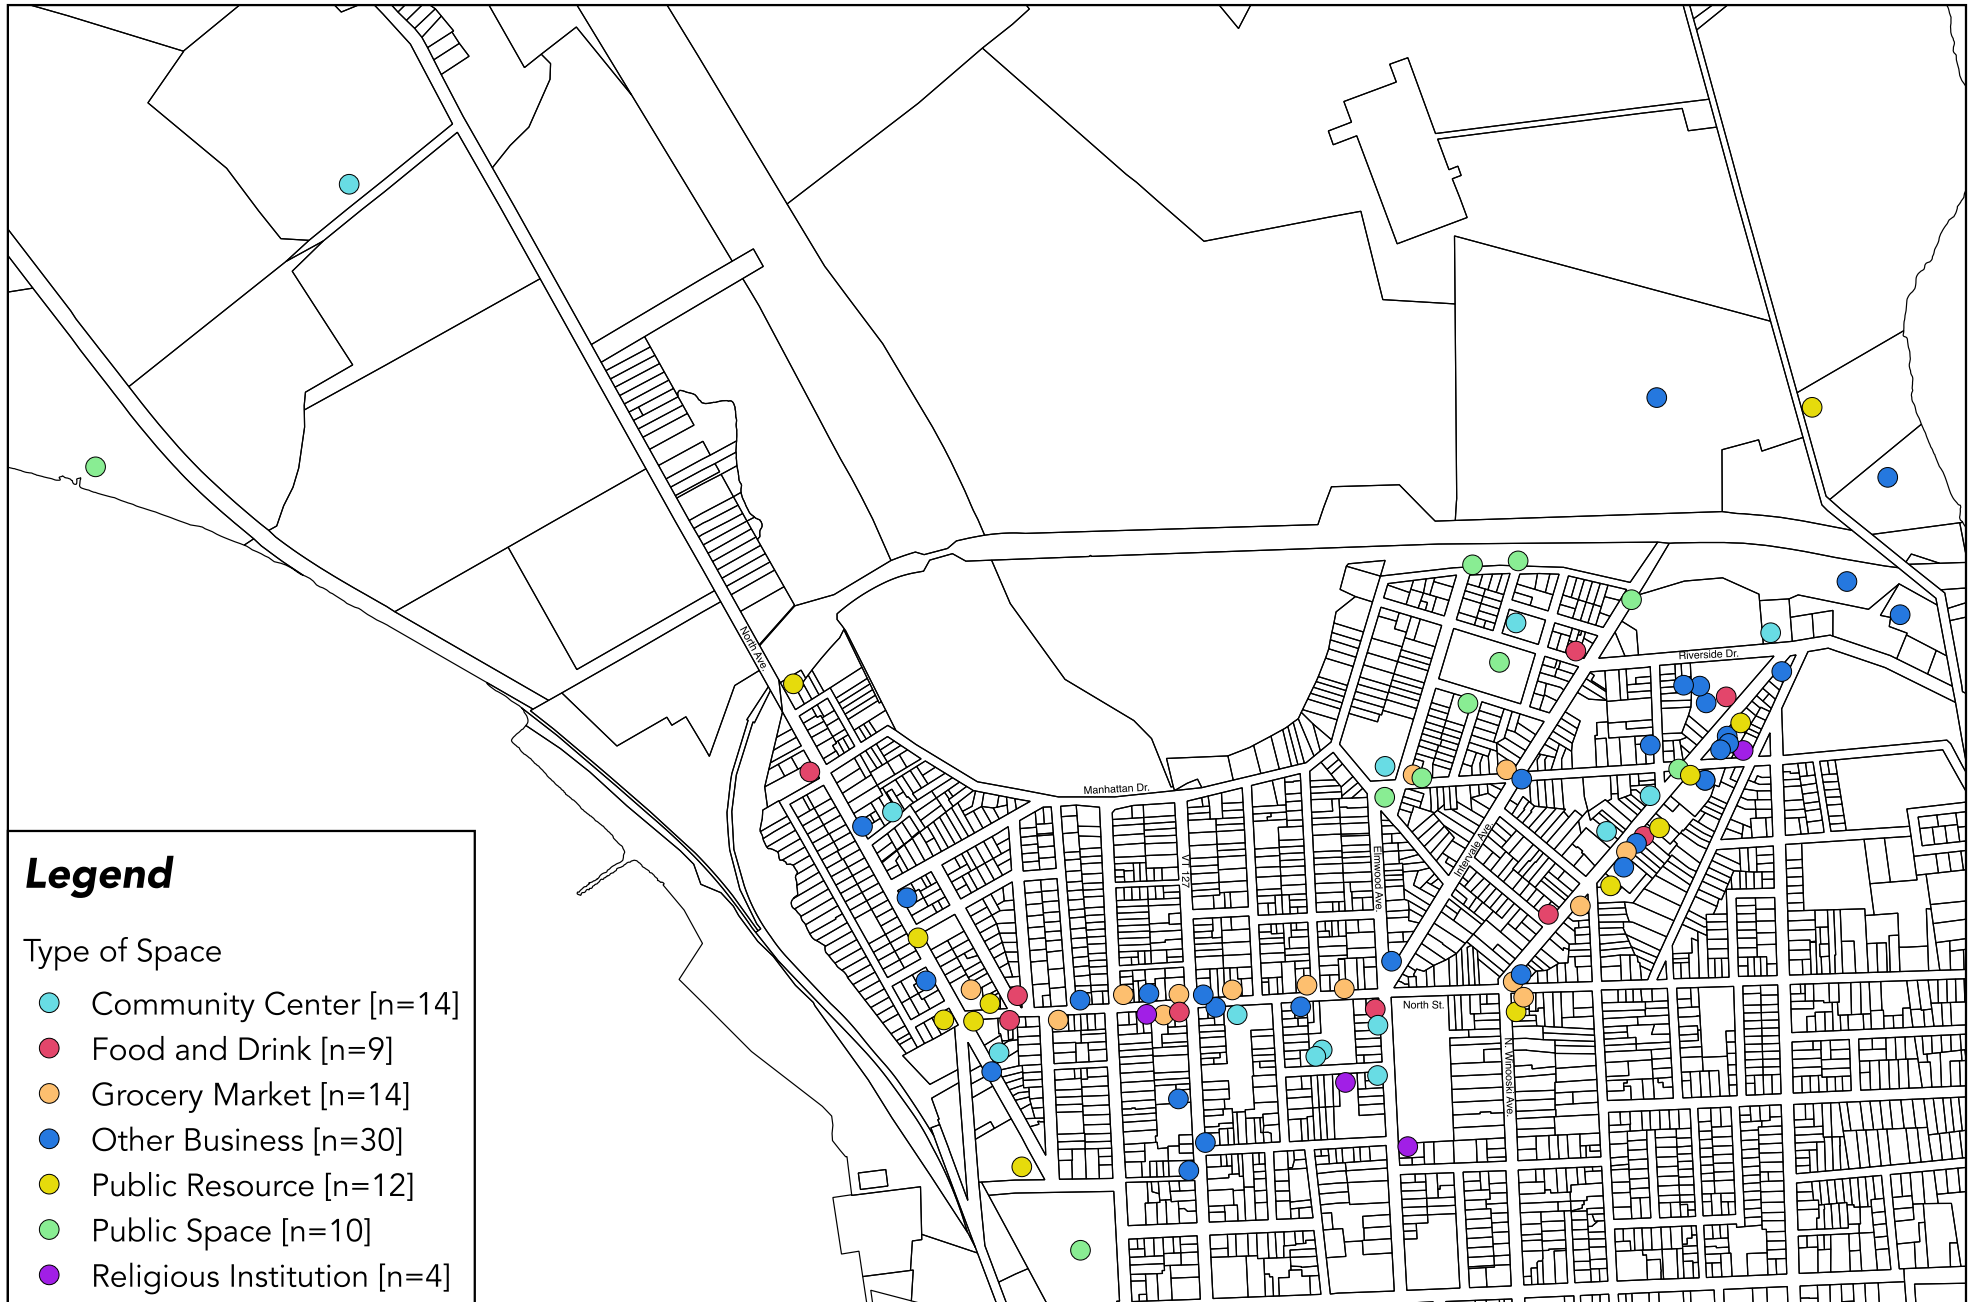 North Ave.
Riverside Dr.
Manhattan Dr.
VT 127
Elmwood Ave.
Intervale Ave.
North St.
N. Winooski Ave.
Legend
Type of Space
Community Center [n=14]
Food and Drink [n=9]
Grocery Market [n=14]
Other Business [n=30]
Public Resource [n=12]
Public Space [n=10]
Religious Institution [n=4]